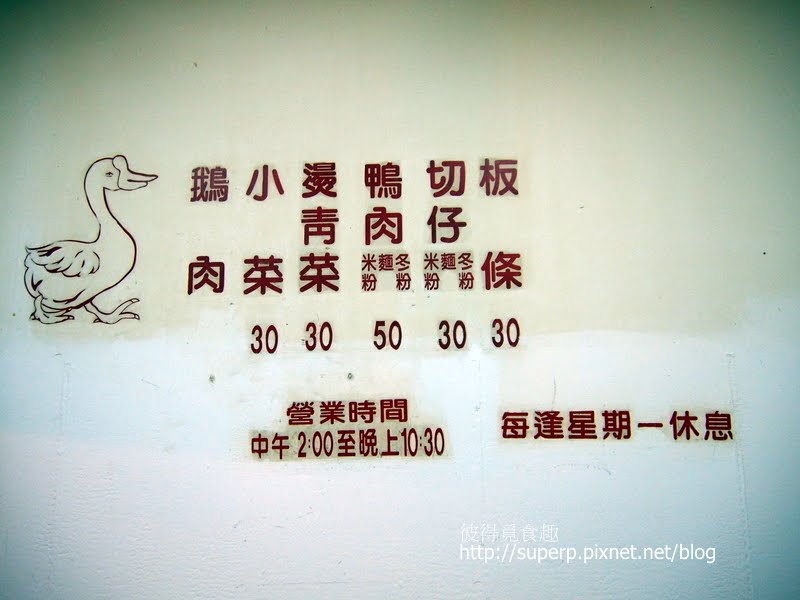 板條 30
切仔 米粉 麵 冬粉 30
鴨肉 米粉 麵 冬粉 50
燙青菜 30
小菜 30
鵝肉
營業時間
中午 2:00至晚上10:30
每逢星期一休息
彼得覓食趣
http://superp.pixnet.net/blog